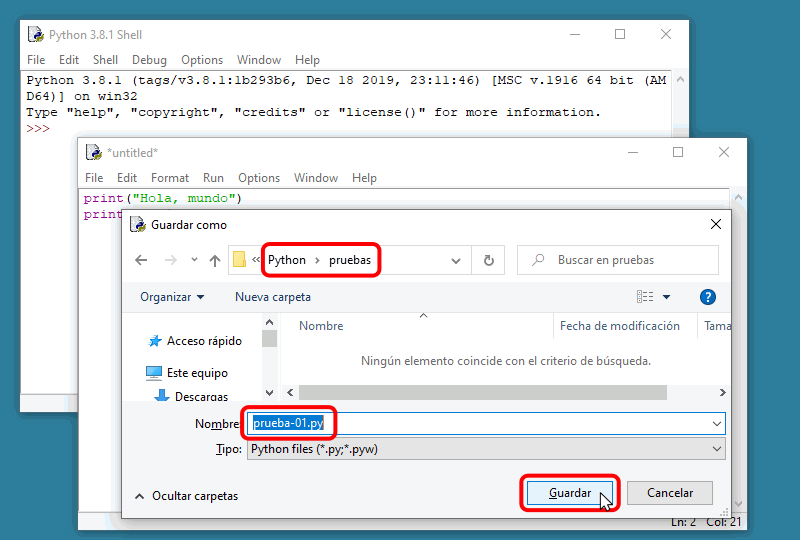 Python 3.8.1 Shell
File Edit Shell Debug Options Window Help
Python 3.8.1 (tags/v3.8.1:1b293b6, Dec 18 2019, 23:11:46) [MSC v.1916 64 bit (AM
D64)] on win32
Type "help", "copyright", "credits" or "license()" for more information.
>>>
*untitled*
File Edit Format Run Options Window Help
print("Hola, mundo")
print
Guardar como
« Python > pruebas
Buscar en pruebas
Organizar
Nueva carpeta
?
Nombre
Fecha de modificación
Tama
Acceso rápido
Este equipo
Descargas
Ningún elemento coincide con el criterio de búsqueda.
Nombre: prueba-01.py
Tipo: Python files (*.py;*.pyw)
Ocultar carpetas
Guardar
Cancelar
Ln: 2 Col: 21